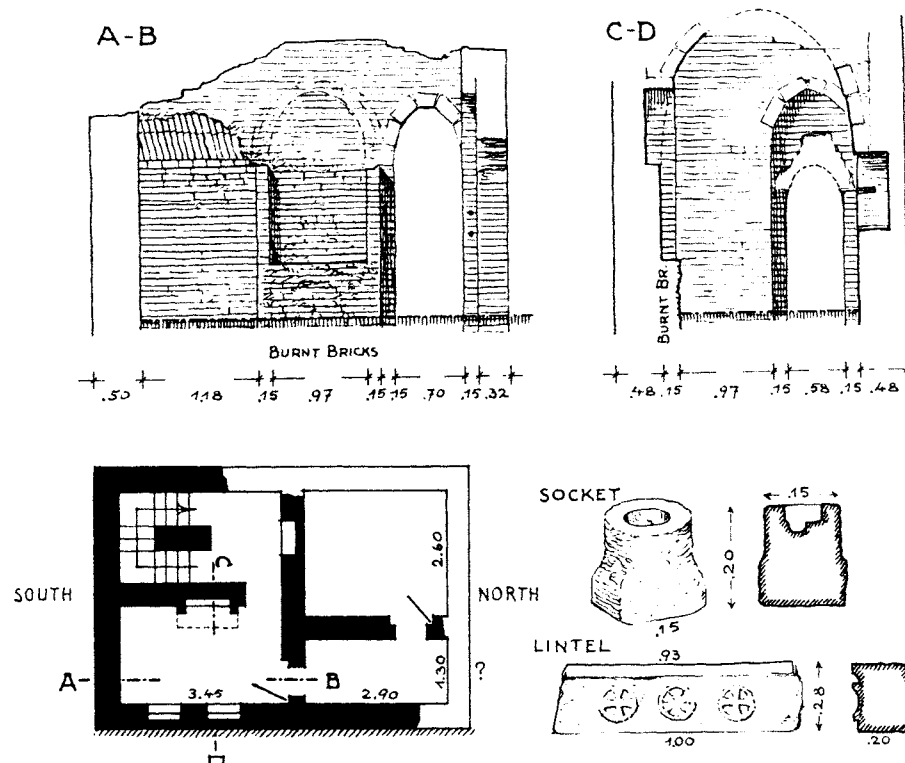 A-B
C-D
BURNT BRICKS
BURNT BR.
.50 1.18 .15 .97 .15 .15 .70 .15 .32
.48 .15 .97 .15 .58 .15 .48
SOCKET
.15
.20
.15
SOUTH
NORTH
2.60
C
A
B
3.45
2.90
1.30
?
D
LINTEL
.93
.28
1.00
.20